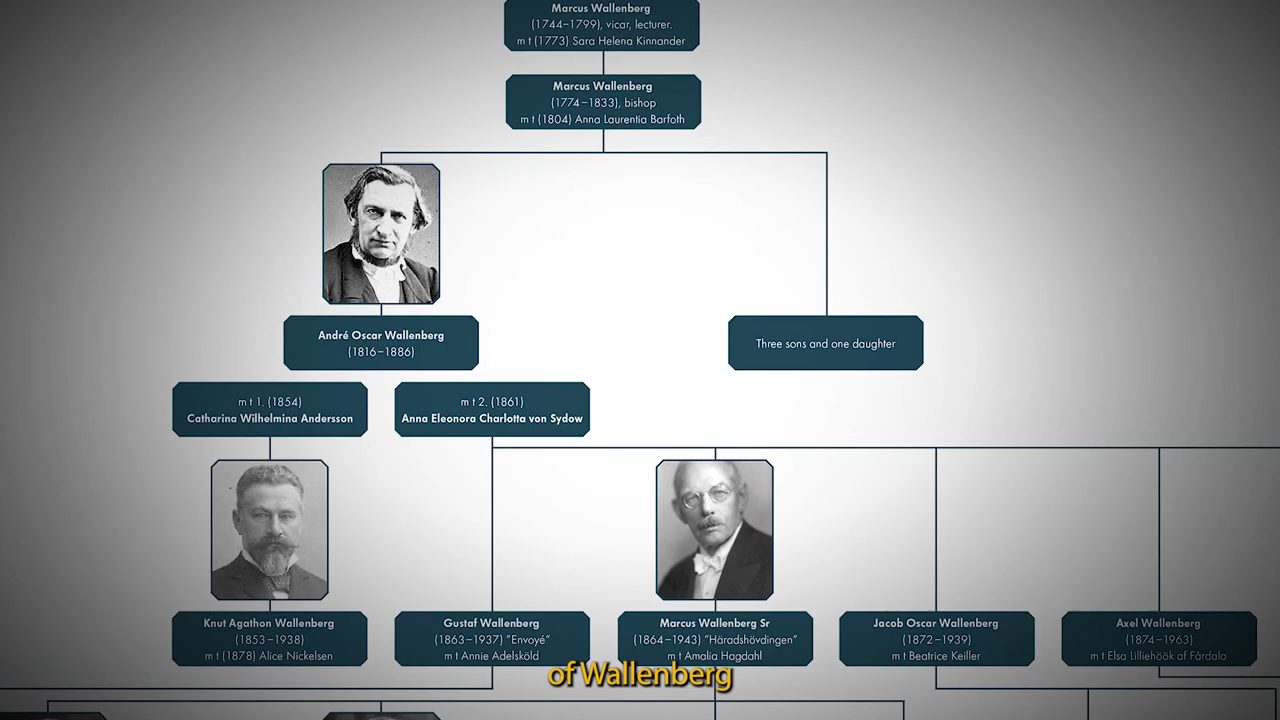 Marcus Wallenberg
(1744–1799), vicar, lecturer.
m t (1773) Sara Helena Kinnander
Marcus Wallenberg
(1774–1833), bishop
m t (1804) Anna Laurentia Barfoth
André Oscar Wallenberg
(1816–1886)
Three sons and one daughter
m t 1. (1854)
Catharina Wilhelmina Andersson
m t 2. (1861)
Anna Eleonora Charlotta von Sydow
Knut Agathon Wallenberg
(1853–1938)
m t (1878) Alice Nickelsen
Gustaf Wallenberg
(1863–1937) "Envoyé"
m t Annie Adelsköld
Marcus Wallenberg Sr
(1864–1943) "Häradshövdingen"
m t Amalia Hagdahl
Jacob Oscar Wallenberg
(1872–1939)
m t Beatrice Keiller
Axel Wallenberg
(1874–1963)
m t Elsa Lilliehöök af Fårdala
of Wallenberg